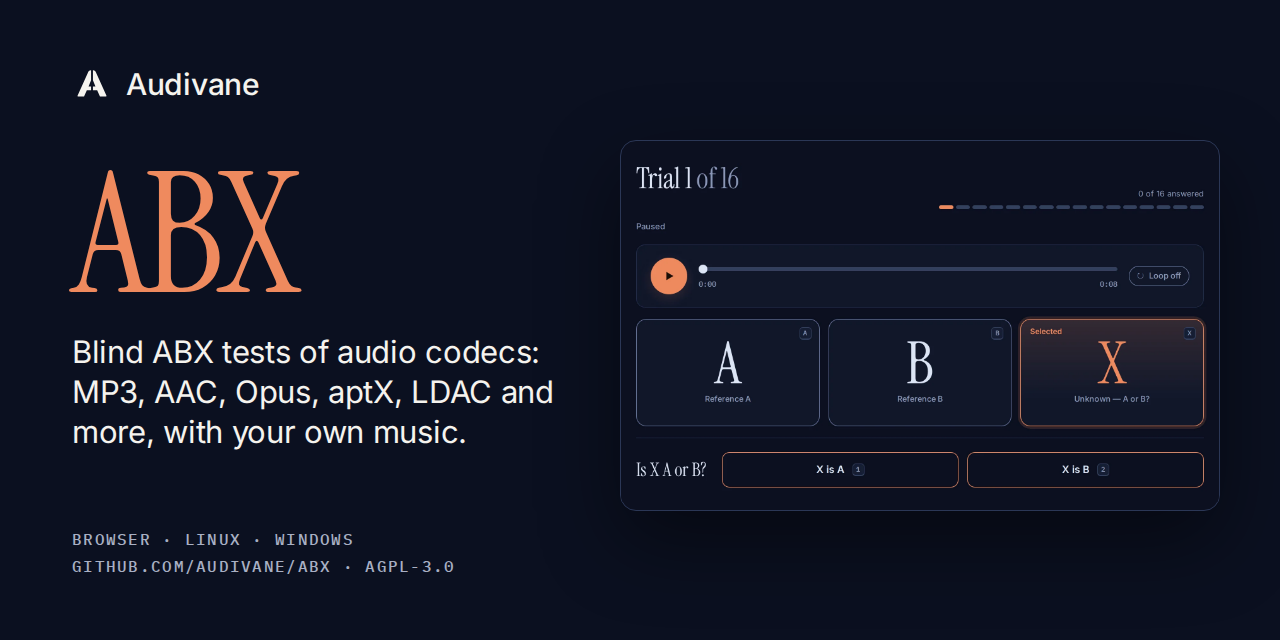 Audivane
ABX
Blind ABX tests of audio codecs:
MP3, AAC, Opus, aptX, LDAC and
more, with your own music.
BROWSER · LINUX · WINDOWS
GITHUB.COM/AUDIVANE/ABX · AGPL-3.0
Trial 1 of 16
0 of 16 answered
Paused
0:00
0:08
Loop off
A
A
Reference A
B
B
Reference B
Selected
X
X
Unknown — A or B?
Is X A or B?
X is A 1
X is B 2